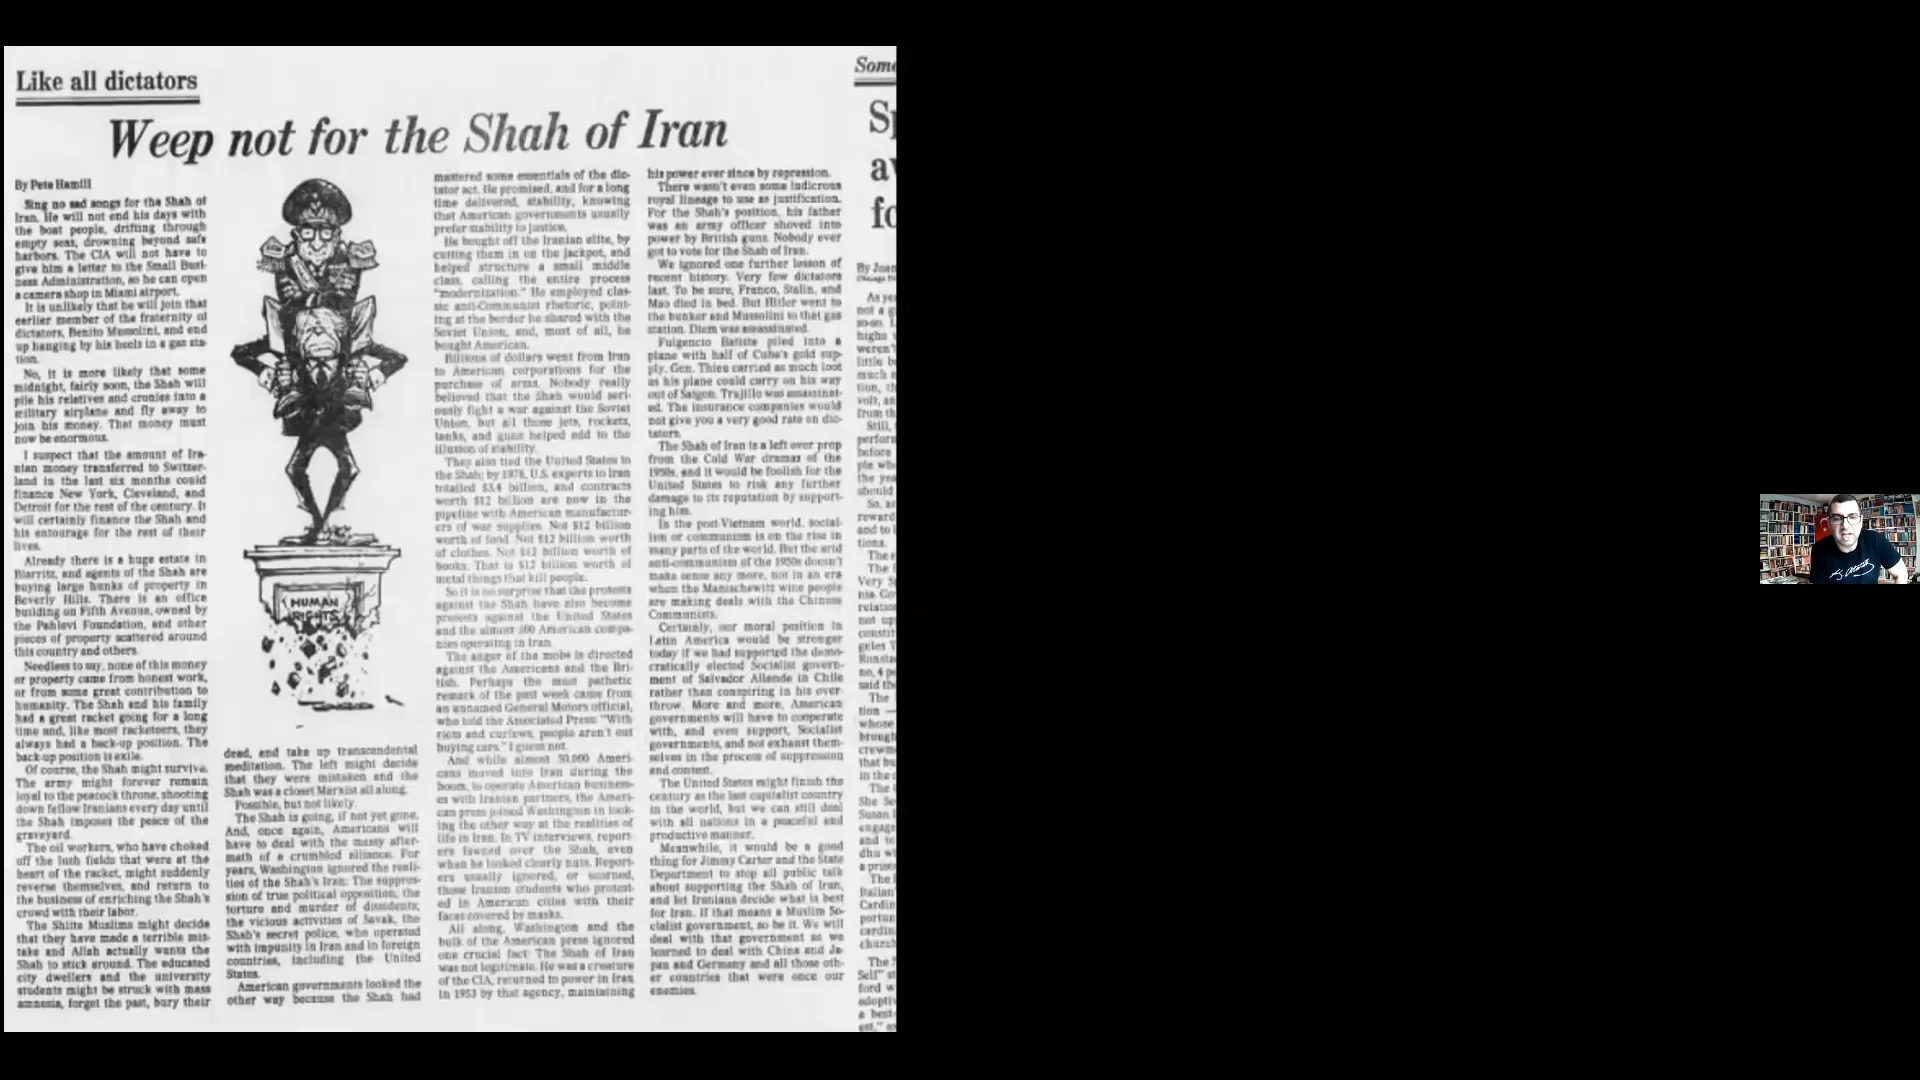 Like all dictators
Weep not for the Shah of Iran
By Pete Hamill
Sing no sad songs for the Shah of
Iran. He will not end his days with
the boat people, drifting through
empty seas, drowning beyond safe
harbors. The CIA will not have to
give him a letter to the Small Busi-
ness Administration, so he can open
a camera shop in Miami airport.
It is unlikely that he will join that
earlier member of the fraternity of
dictators, Benito Mussolini, and end
up hanging by his heels in a gas sta-
tion.
No, it is more likely that some
midnight, fairly soon, the Shah will
pile his relatives and cronies into a
military airplane and fly away to
join his money. That money must
now be enormous.
I suspect that the amount of Ira-
nian money transferred to Switzer-
land in the last six months could
finance New York, Cleveland, and
Detroit for the rest of the century. It
will certainly finance the Shah and
his entourage for the rest of their
lives.
Already there is a huge estate in
Biarritz, and agents of the Shah are
buying large hunks of property in
Beverly Hills. There is an office
building on Fifth Avenue, owned by
the Pahlevi Foundation, and other
pieces of property scattered around
this country and others.
Needless to say, none of this money
or property came from honest work,
or from some great contribution to
humanity. The Shah and his family
had a great racket going for a long
time and, like most racketeers, they
always had a back-up position. The
back-up position is exile.
Of course, the Shah might survive.
The army might forever remain
loyal to the peacock throne, shooting
down fellow Iranians every day until
the Shah imposes the peace of the
graveyard.
The oil workers, who have choked
off the lush fields that were at the
heart of the racket, might suddenly
reverse themselves, and return to
the business of enriching the Shah's
crowd with their labor.
The Shiite Muslims might decide
that they have made a terrible mis-
take and Allah actually wants the
Shah to stick around. The educated
city dwellers and the university
students might be struck with mass
amnesia, forget the past, bury their
HUMAN
RIGHTS
dead, and take up transcendental
meditation. The left might decide
that they were mistaken and the
Shah was a closet Marxist all along.
Possible, but not likely.
The Shah is going, if not yet gone.
And, once again, Americans will
have to deal with the messy after-
math of a crumbled alliance. For
years, Washington ignored the reali-
ties of the Shah's Iran: The suppres-
sion of true political opposition; the
torture and murder of dissidents;
the vicious activities of Savak, the
Shah's secret police, who operated
with impunity in Iran and in foreign
countries, including the United
States.
American governments looked the
other way because the Shah had
mastered some essentials of the dic-
tator act. He promised, and for a long
time delivered, stability, knowing
that American governments usually
prefer stability to justice.
He bought off the Iranian elite, by
cutting them in on the jackpot, and
helped structure a small middle
class, calling the entire process
"modernization." He employed clas-
sic anti-Communist rhetoric, point-
ing at the border he shared with the
Soviet Union, and, most of all, he
bought American.
Billions of dollars went from Iran
to American corporations for the
purchase of arms. Nobody really
believed that the Shah would seri-
ously fight a war against the Soviet
Union, but all those jets, rockets,
tanks, and guns helped add to the
illusion of stability.
They also tied the United States to
the Shah; by 1978, U.S. exports to Iran
totalled $3.4 billion, and contracts
worth $12 billion are now in the
pipeline with American manufactur-
ers of war supplies. Not $12 billion
worth of food. Not $12 billion worth
of clothes. Not $12 billion worth of
books. That is $12 billion worth of
metal things that kill people.
So it is no surprise that the protests
against the Shah have also become
protests against the United States
and the almost 500 American compa-
nies operating in Iran.
The anger of the mobs is directed
against the Americans and the Bri-
tish. Perhaps the most pathetic
remark of the past week came from
an unnamed General Motors official,
who told the Associated Press: "With
riots and curfews, people aren't out
buying cars." I guess not.
And while almost 50,000 Ameri-
cans moved into Iran during the
boom, to operate American business-
es with Iranian partners, the Ameri-
can press joined Washington in look-
ing the other way at the realities of
life in Iran. In TV interviews, report-
ers fawned over the Shah, even
when he looked clearly nuts. Report-
ers usually ignored, or scorned,
those Iranian students who protest-
ed in American cities with their
faces covered by masks.
All along, Washington and the
bulk of the American press ignored
one crucial fact: The Shah of Iran
was not legitimate. He was a creature
of the CIA, returned to power in Iran
in 1953 by that agency, maintaining
his power ever since by repression.
There wasn't even some ludicrous
royal lineage to use as justification.
For the Shah's position, his father
was an army officer shoved into
power by British guns. Nobody ever
got to vote for the Shah of Iran.
We ignored one further lesson of
recent history. Very few dictators
last. To be sure, Franco, Stalin, and
Mao died in bed. But Hitler went to
the bunker and Mussolini to that gas
station. Diem was assassinated.
Fulgencio Batista piled into a
plane with half of Cuba's gold sup-
ply. Gen. Thieu carried as much loot
as his plane could carry on his way
out of Saigon. Trujillo was assassinat-
ed. The insurance companies would
not give you a very good rate on dic-
tators.
The Shah of Iran is a left over prop
from the Cold War dramas of the
1950s, and it would be foolish for the
United States to risk any further
damage to its reputation by support-
ing him.
In the post-Vietnam world, social-
ism or communism is on the rise in
many parts of the world. But the arid
anti-communism of the 1950s doesn't
make sense any more, not in an era
when the Manischewitz wine people
are making deals with the Chinese
Communists.
Certainly, our moral position in
Latin America would be stronger
today if we had supported the demo-
cratically elected Socialist govern-
ment of Salvador Allende in Chile
rather than conspiring in his over-
throw. More and more, American
governments will have to cooperate
with, and even support, Socialist
governments, and not exhaust them-
selves in the process of suppression
and contest.
The United States might finish the
century as the last capitalist country
in the world, but we can still deal
with all nations in a peaceful and
productive manner.
Meanwhile, it would be a good
thing for Jimmy Carter and the State
Department to stop all public talk
about supporting the Shah of Iran,
and let Iranians decide what is best
for Iran. If that means a Muslim So-
cialist government, so be it. We will
deal with that government as we
learned to deal with China and Ja-
pan and Germany and all those oth-
er countries that were once our
enemies.
Some